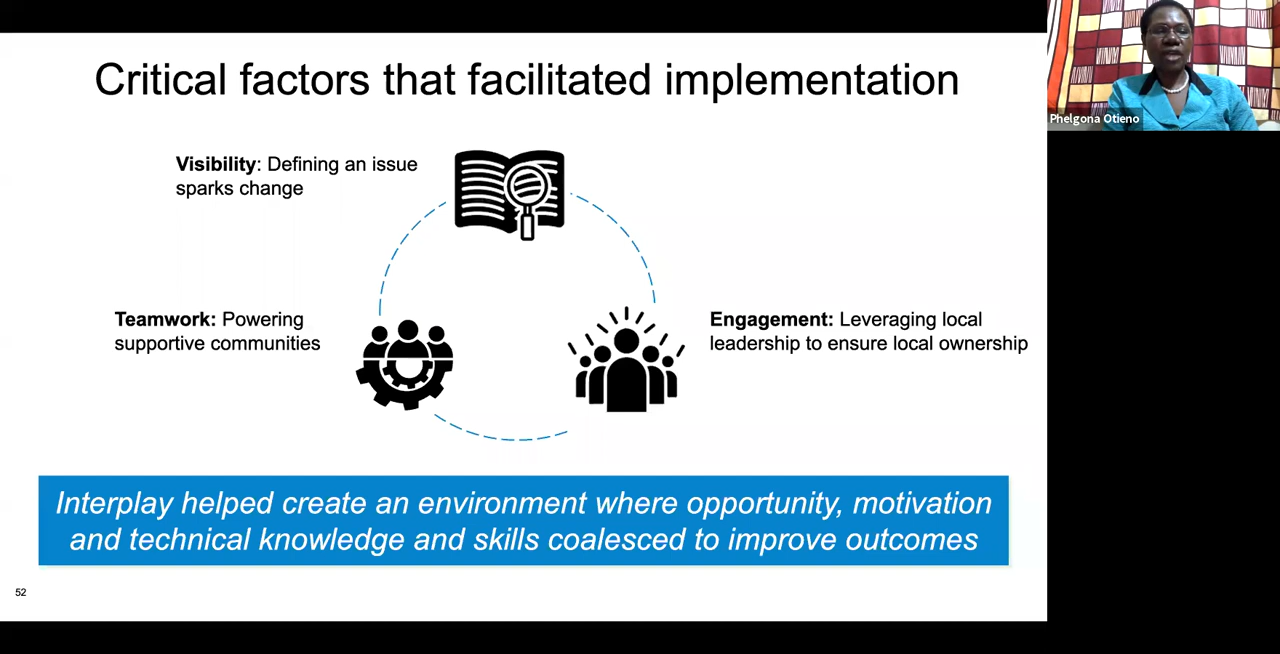 Critical factors that facilitated implementation
Visibility: Defining an issue
sparks change
Teamwork: Powering
supportive communities
Engagement: Leveraging local
leadership to ensure local ownership
Interplay helped create an environment where opportunity, motivation
and technical knowledge and skills coalesced to improve outcomes
52
Phelgona Otieno